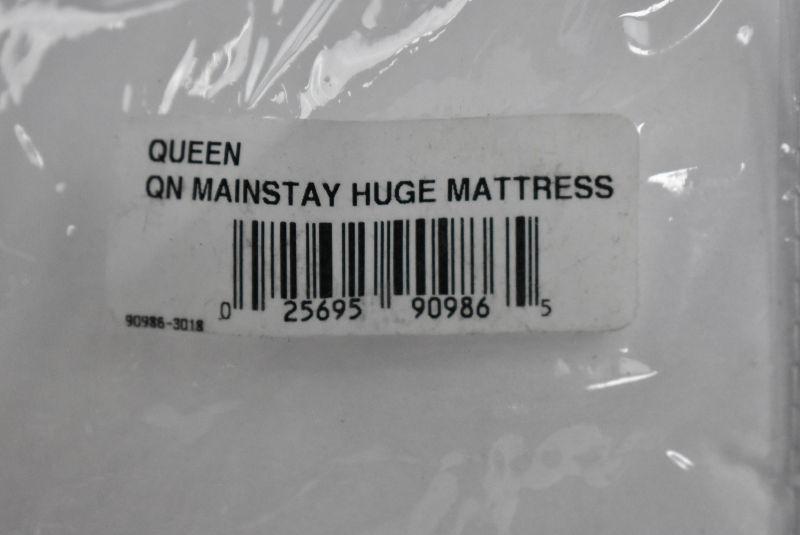 QUEEN
QN MAINSTAY HUGE MATTRESS
0 25695 90986 5
90986-3018